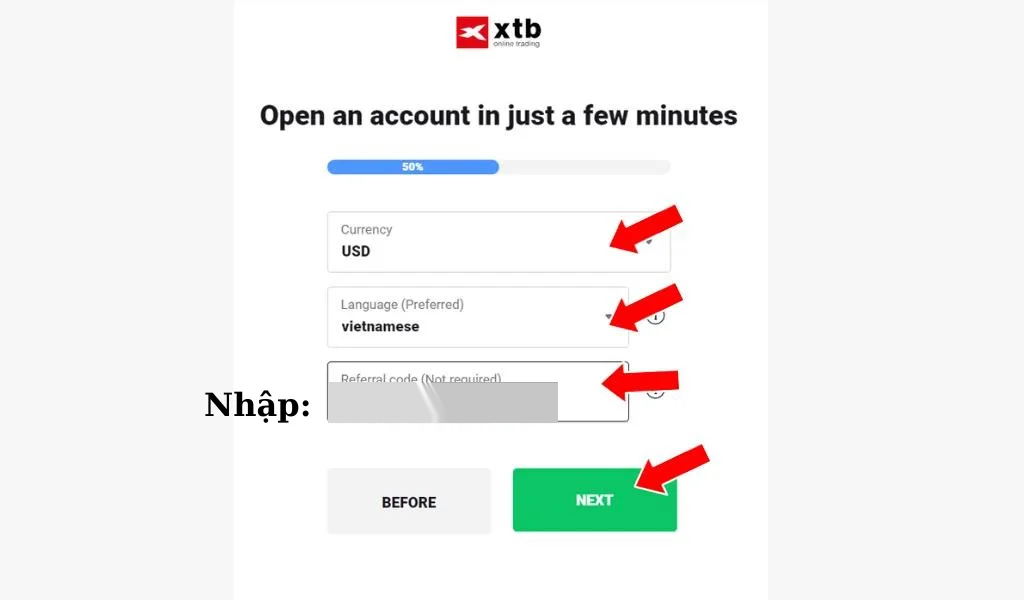 xtb
online trading
Open an account in just a few minutes
50%
Currency
USD
Language (Preferred)
vietnamese
Referral code (Not required)
Nhập:
BEFORE
NEXT